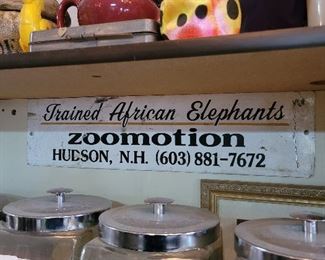 Trained African Elephants
zoomotion
HUDSON, N.H. (603) 881-7672